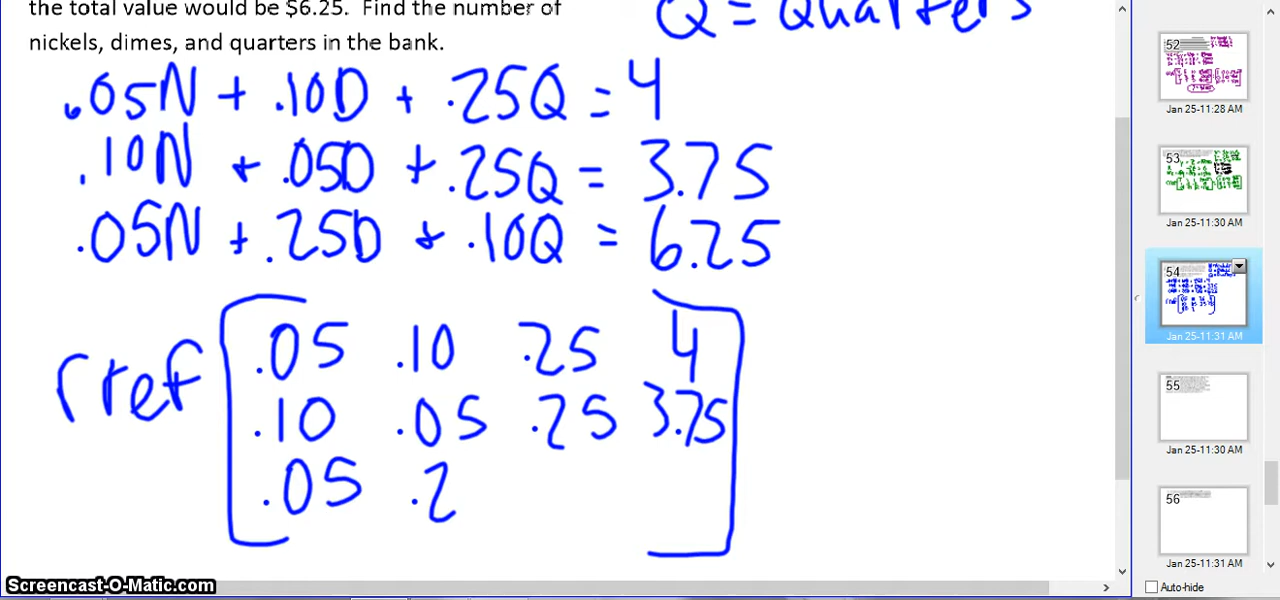 the total value would be $6.25. Find the number of
nickels, dimes, and quarters in the bank.
Q = Quarters
.05N + .10D + .25Q = 4
.10N + .05D + .25Q = 3.75
.05N + .25D + .10Q = 6.25
rref
.05 .10 .25 4
.10 .05 .25 3.75
.05 .2
52
Jan 25-11:28 AM
53
Jan 25-11:30 AM
54
Jan 25-11:31 AM
55
Jan 25-11:30 AM
56
Jan 25-11:31 AM
Auto-hide
Screencast-O-Matic.com